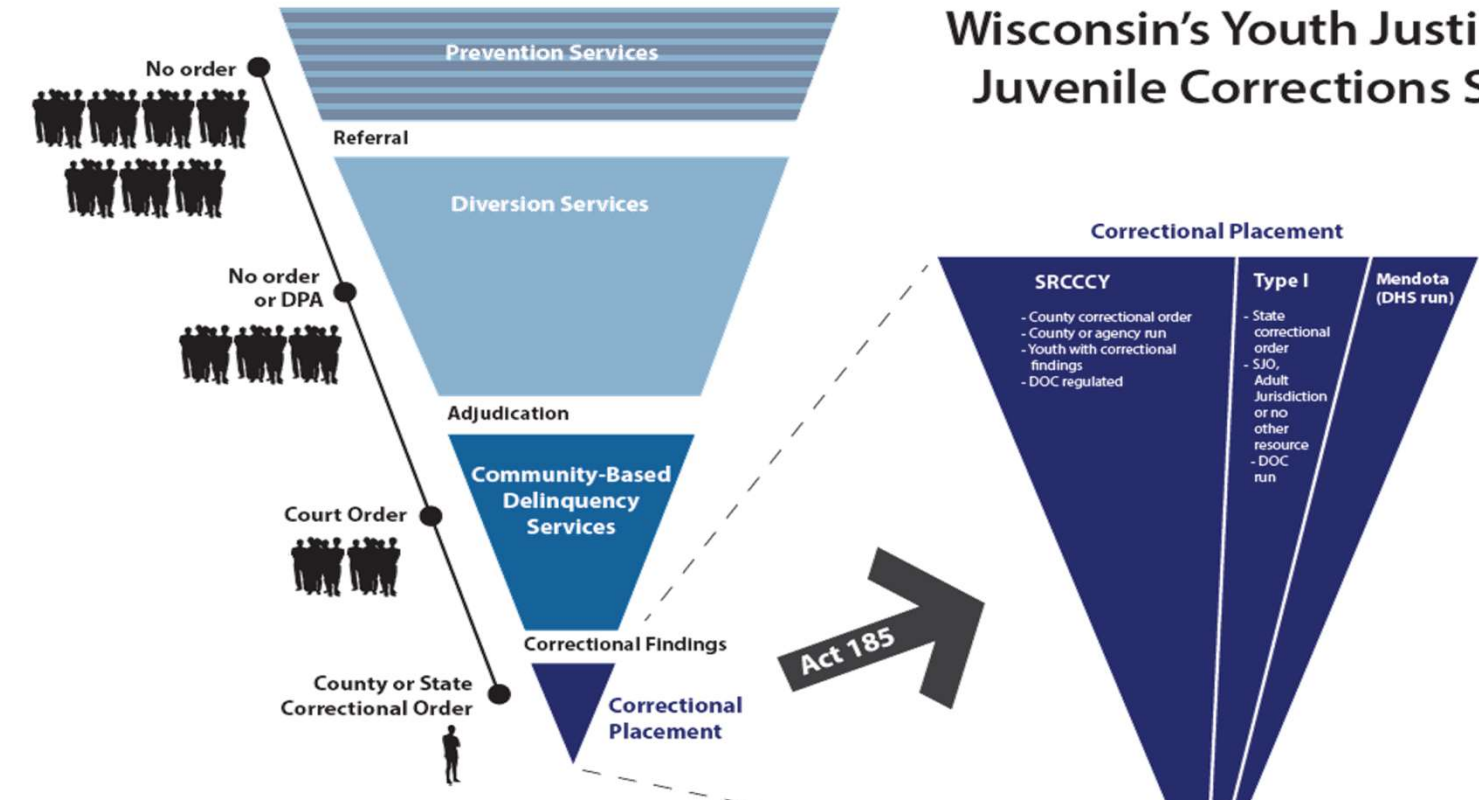 Wisconsin's Youth Justi
Juvenile Corrections S
No order
Prevention Services
Referral
Diversion Services
No order
or DPA
Adjudication
Community-Based
Delinquency
Services
Court Order
Correctional Findings
County or State
Correctional Order
Correctional
Placement
Act 185
Correctional Placement
SRCCCY
- County correctional order
- County or agency run
- Youth with correctional
findings
- DOC regulated
Type I
- State
correctional
order
- SJO,
Adult
Jurisdiction
or no
other
resource
- DOC
run
Mendota
(DHS run)